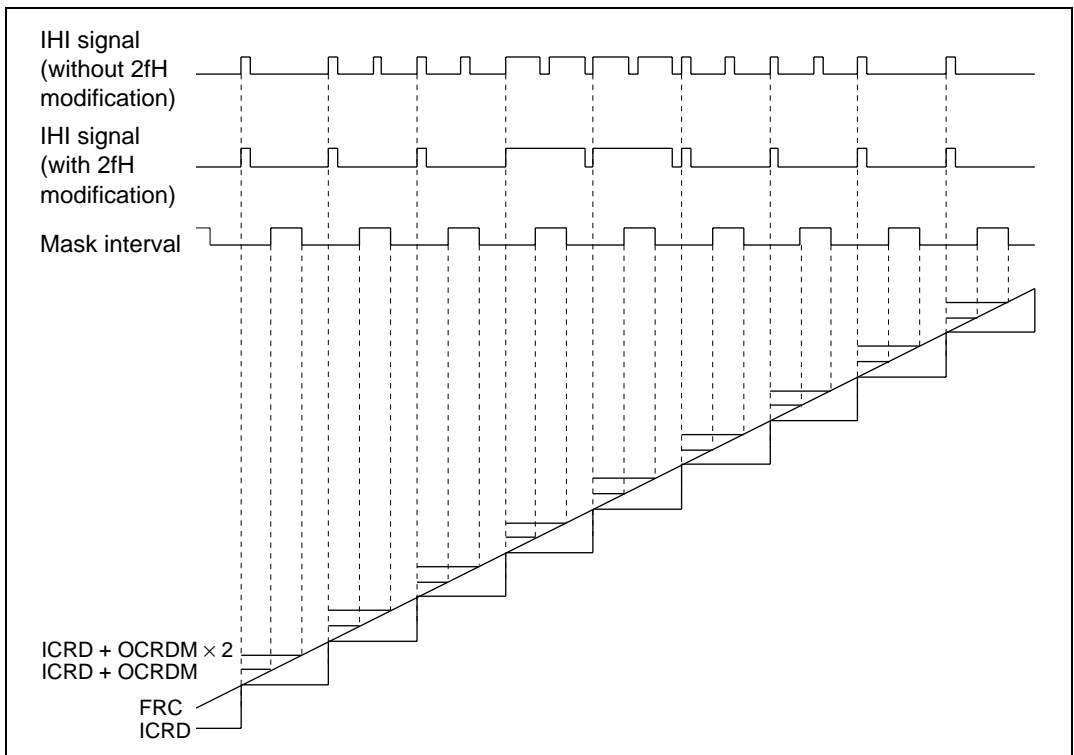 IHI signal
(without 2fH
modification)
IHI signal
(with 2fH
modification)
Mask interval
ICRD + OCRDM × 2
ICRD + OCRDM
FRC
ICRD